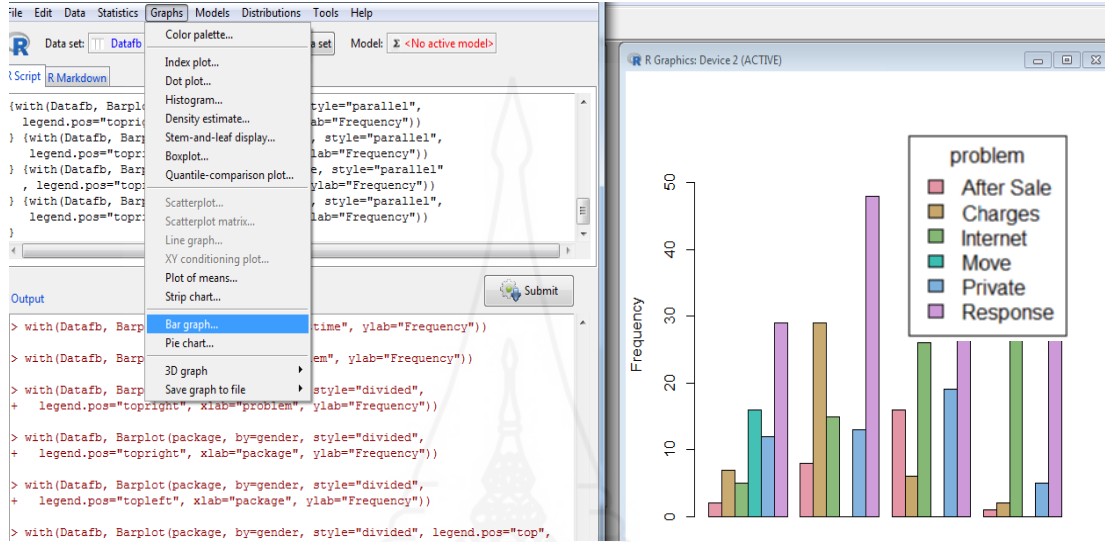 File Edit Data Statistics Graphs Models Distributions Tools Help
R Data set: Datafb a set Model: Σ <No active model>
R Script R Markdown
Color palette...
Index plot...
Dot plot...
Histogram...
Density estimate...
Stem-and-leaf display...
Boxplot...
Quantile-comparison plot...
Scatterplot...
Scatterplot matrix...
Line graph...
XY conditioning plot...
Plot of means...
Strip chart...
Bar graph...
Pie chart...
3D graph
Save graph to file
{with(Datafb, Barplo tyle="parallel",
legend.pos="topri ab="Frequency"))
} {with(Datafb, Barp , style="parallel",
legend.pos="topri lab="Frequency"))
} {with(Datafb, Barp e, style="parallel"
, legend.pos="top ylab="Frequency"))
} {with(Datafb, Barp style="parallel",
legend.pos="topri lab="Frequency"))
}
Output
Submit
> with(Datafb, Barp time", ylab="Frequency"))
> with(Datafb, Barp em", ylab="Frequency"))
> with(Datafb, Barp style="divided",
+ legend.pos="topright", xlab="problem", ylab="Frequency"))
> with(Datafb, Barplot(package, by=gender, style="divided",
+ legend.pos="topright", xlab="package", ylab="Frequency"))
> with(Datafb, Barplot(package, by=gender, style="divided",
+ legend.pos="topleft", xlab="package", ylab="Frequency"))
> with(Datafb, Barplot(package, by=gender, style="divided", legend.pos="top",
R R Graphics: Device 2 (ACTIVE)
problem
After Sale
Charges
Internet
Move
Private
Response
Frequency
50
40
30
20
10
0